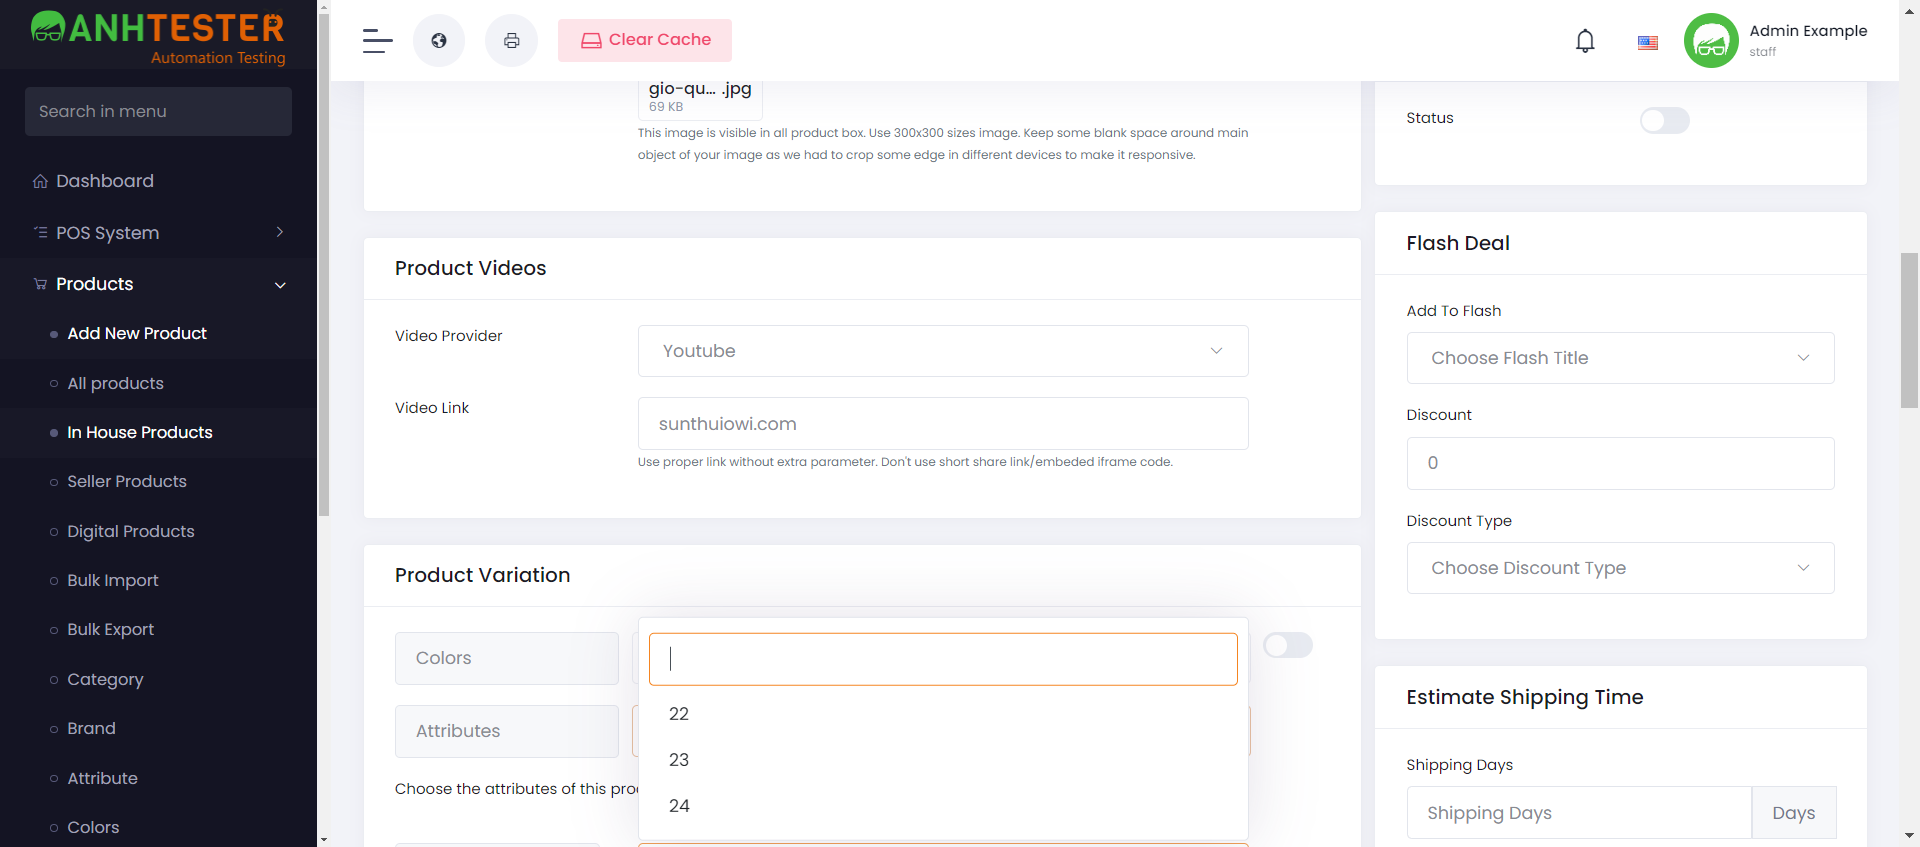 ANHTESTER
Automation Testing
Search in menu
Dashboard
POS System
Products
Add New Product
All products
In House Products
Seller Products
Digital Products
Bulk Import
Bulk Export
Category
Brand
Attribute
Colors
Clear Cache
Admin Example
staff
gio-qu... .jpg
69 KB
This image is visible in all product box. Use 300x300 sizes image. Keep some blank space around main
object of your image as we had to crop some edge in different devices to make it responsive.
Product Videos
Video Provider
Youtube
Video Link
sunthuiowi.com
Use proper link without extra parameter. Don't use short share link/embeded iframe code.
Product Variation
Colors
Attributes
22
23
24
Choose the attributes of this pro
Status
Flash Deal
Add To Flash
Choose Flash Title
Discount
0
Discount Type
Choose Discount Type
Estimate Shipping Time
Shipping Days
Shipping Days
Days